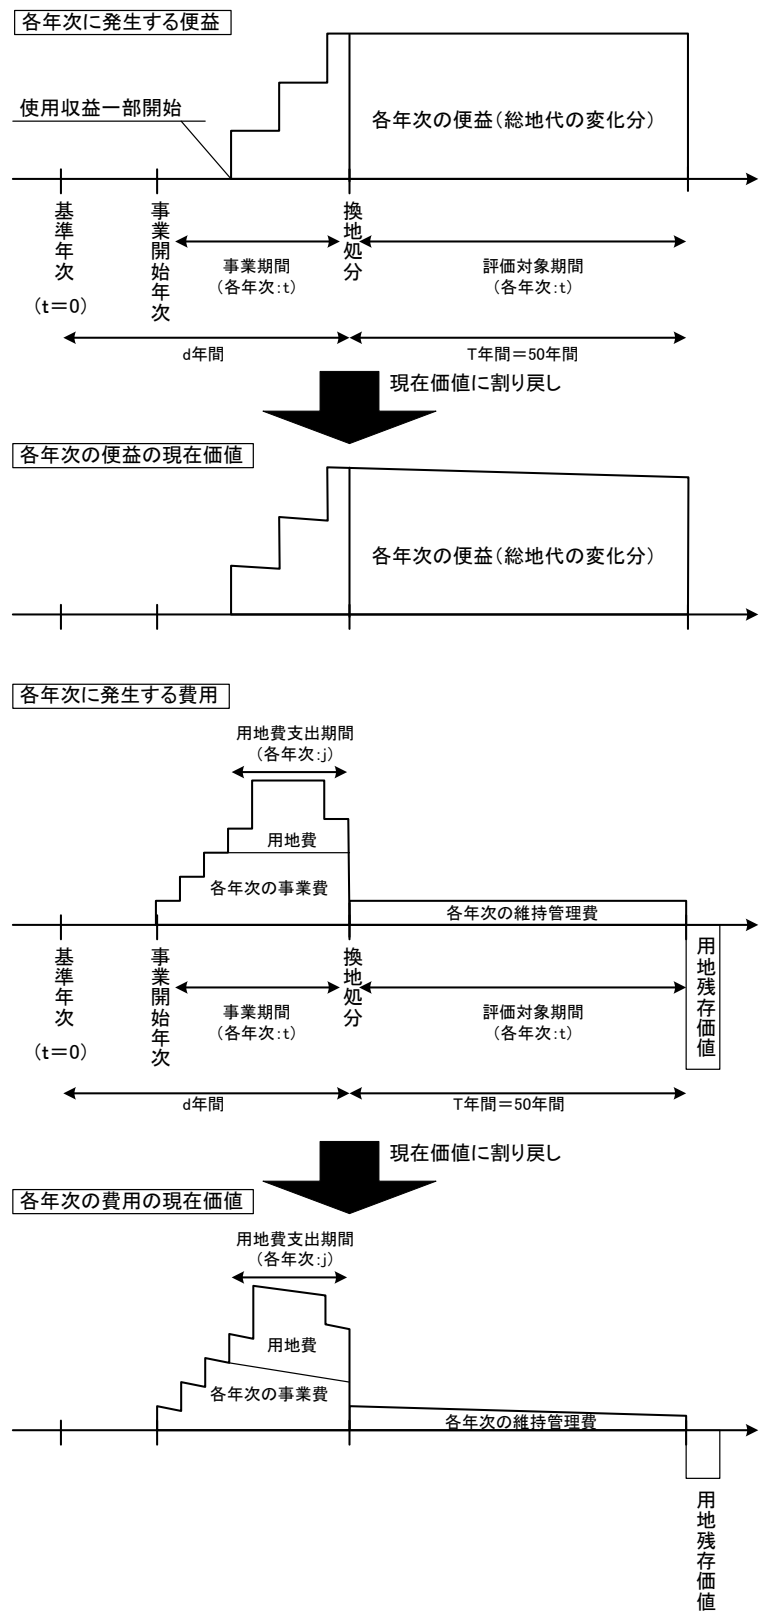 各年次に発生する便益
使用収益一部開始
各年次の便益(総地代の変化分)
基準年次
(t=0)
事業開始年次
換地処分
事業期間
(各年次:t)
評価対象期間
(各年次:t)
d年間
T年間=50年間
現在価値に割り戻し
各年次の便益の現在価値
各年次の便益(総地代の変化分)
各年次に発生する費用
用地費支出期間
(各年次:j)
用地費
各年次の事業費
各年次の維持管理費
基準年次
(t=0)
事業開始年次
換地処分
用地残存価値
事業期間
(各年次:t)
評価対象期間
(各年次:t)
d年間
T年間=50年間
現在価値に割り戻し
各年次の費用の現在価値
用地費支出期間
(各年次:j)
用地費
各年次の事業費
各年次の維持管理費
用地残存価値